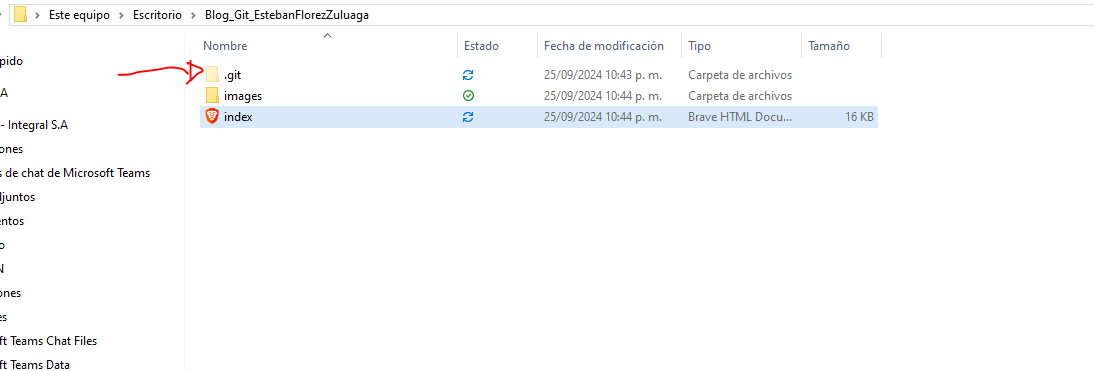 Este equipo > Escritorio > Blog_Git_EstebanFlorezZuluaga
Nombre Estado Fecha de modificación Tipo Tamaño
pido
.git 25/09/2024 10:43 p. m. Carpeta de archivos
A
images 25/09/2024 10:44 p. m. Carpeta de archivos
index 25/09/2024 10:44 p. m. Brave HTML Docu... 16 KB
- Integral S.A
ones
s de chat de Microsoft Teams
djuntos
entos
o
N
ones
es
ft Teams Chat Files
ft Teams Data